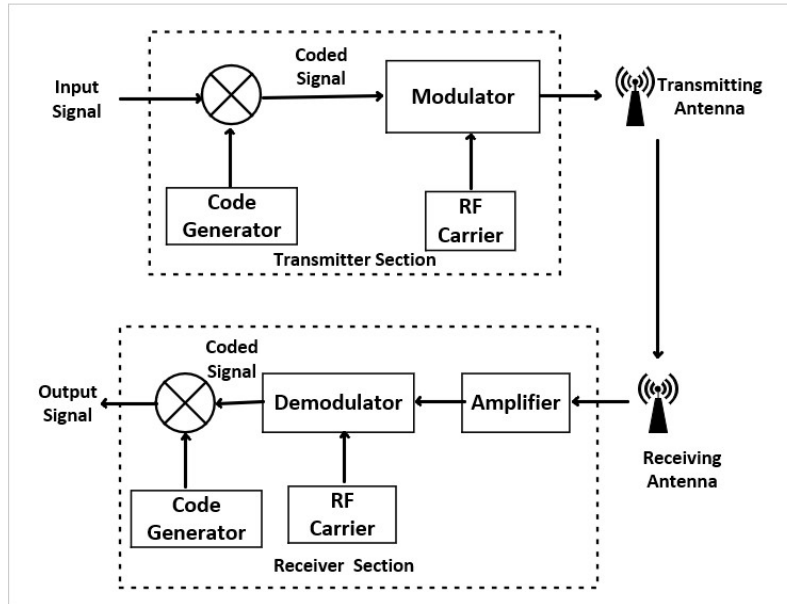 Input
Signal
Coded
Signal
Modulator
Transmitting
Antenna
Code
Generator
RF
Carrier
Transmitter Section
Output
Signal
Coded
Signal
Demodulator
Amplifier
Receiving
Antenna
Code
Generator
RF
Carrier
Receiver Section